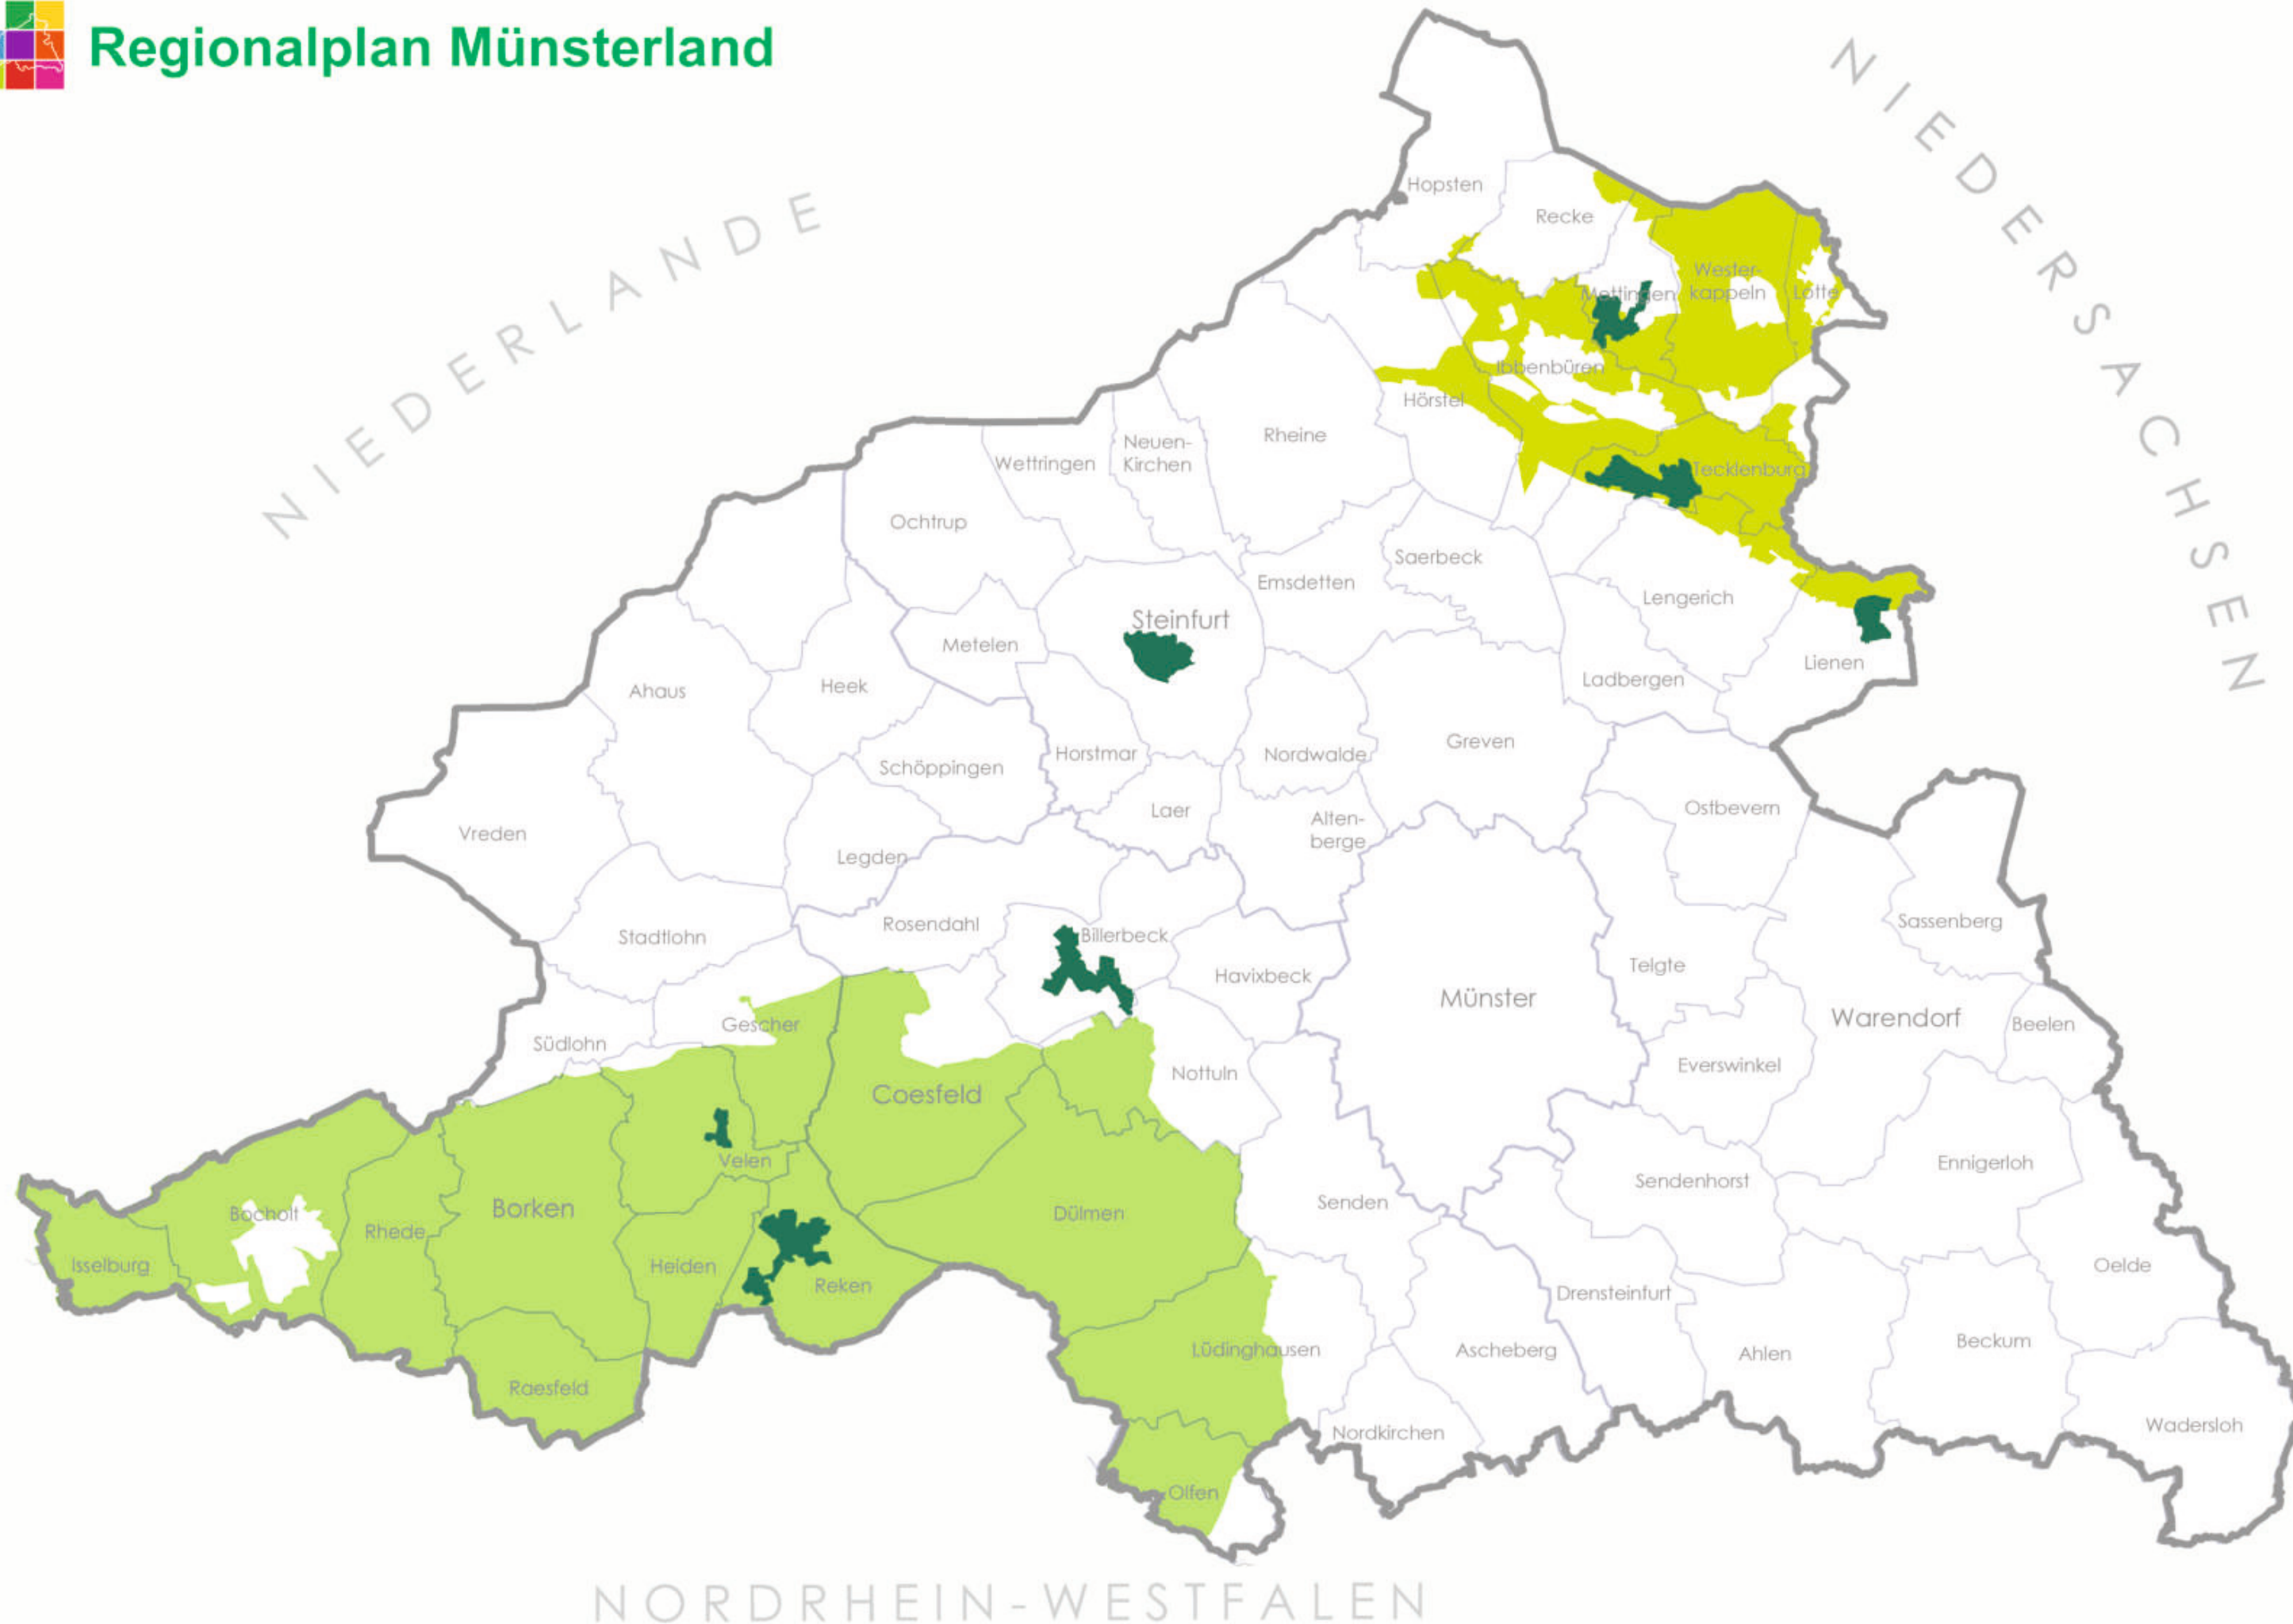 Regionalplan Münsterland
NIEDERLANDE
NIEDERSACHSEN
Hopsten
Recke
Wester-
kappeln
Mettingen
Lotte
Ibbenbüren
Hörstel
Rheine
Neuen-
Kirchen
Wettringen
Tecklenburg
Ochtrup
Saerbeck
Emsdetten
Lengerich
Steinfurt
Metelen
Lienen
Ladbergen
Heek
Ahaus
Greven
Nordwalde
Horstmar
Schöppingen
Ostbevern
Laer
Alten-
berge
Vreden
Legden
Sassenberg
Rosendahl
Billerbeck
Stadtlohn
Telgte
Havixbeck
Münster
Warendorf
Beelen
Gescher
Südlohn
Everswinkel
Nottuln
Coesfeld
Velen
Ennigerloh
Sendenhorst
Senden
Borken
Dülmen
Bocholt
Rhede
Isselburg
Heiden
Reken
Oelde
Drensteinfurt
Lüdinghausen
Ascheberg
Ahlen
Beckum
Raesfeld
Nordkirchen
Wadersloh
Olfen
NORDRHEIN-WESTFALEN